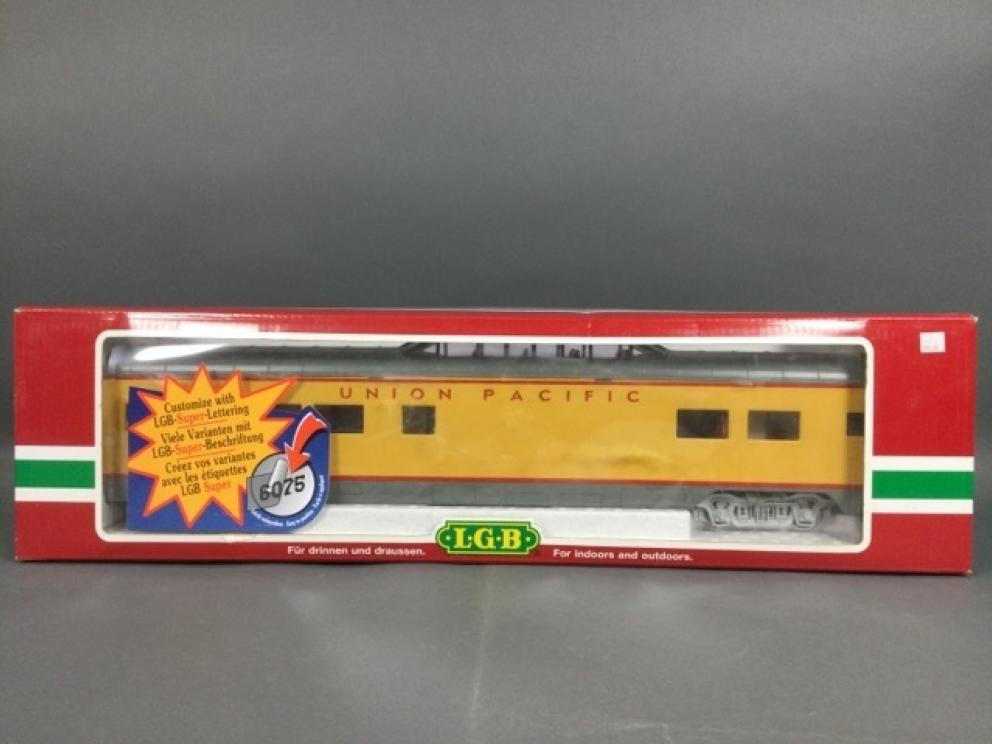 UNION PACIFIC
Customize with
LGB-Super-Lettering
Viele Varianten mit
LGB-Super-Beschriftung
Créez vos variantes
avec les étiquettes
LGB Super
6075
Für drinnen und draussen.
L·G·B
®
For indoors and outdoors.